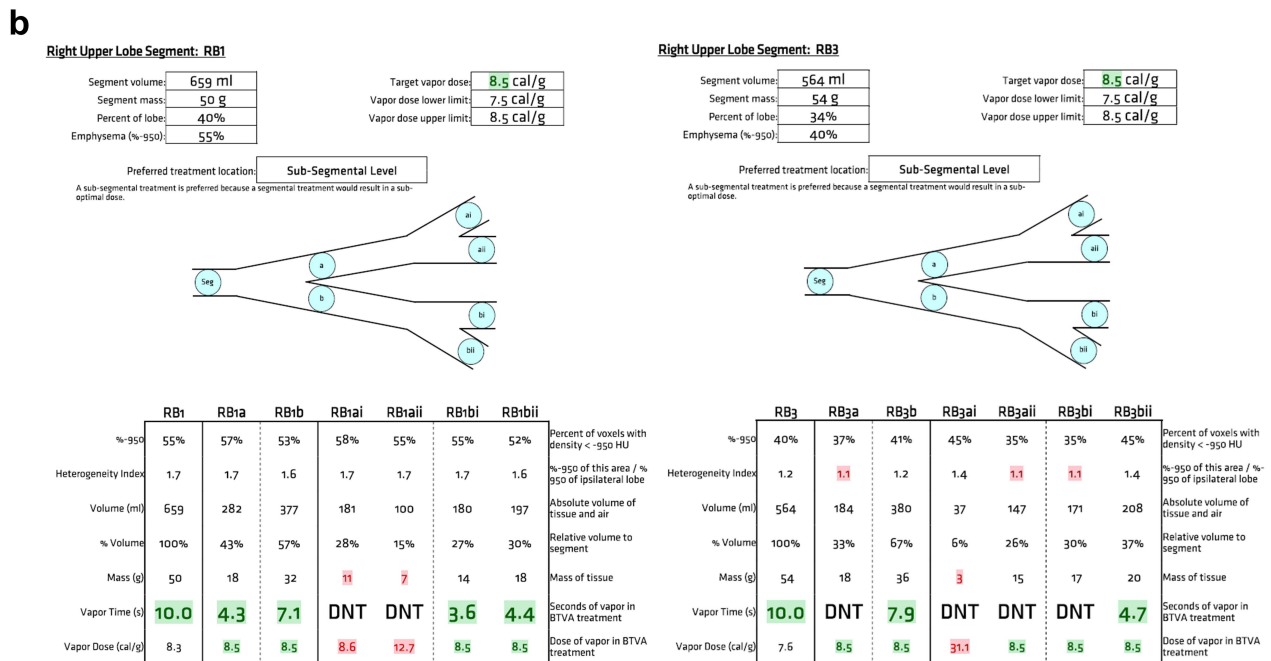 b
Right Upper Lobe Segment: RB1
Segment volume: 659 ml
Segment mass: 50 g
Percent of lobe: 40%
Emphysema (%-950): 55%
Target vapor dose: 8.5 cal/g
Vapor dose lower limit: 7.5 cal/g
Vapor dose upper limit: 8.5 cal/g
Preferred treatment location: Sub-Segmental Level
A sub-segmental treatment is preferred because a segmental treatment would result in a sub-
optimal dose.
ai
aii
a
Seg
b
bi
bii
RB1 RB1a RB1b RB1ai RB1aii RB1bi RB1bii
%-950 55% 57% 53% 58% 55% 55% 52% Percent of voxels with
density < -950 HU
Heterogeneity Index 1.7 1.7 1.6 1.7 1.7 1.7 1.6 %-950 of this area / %
950 of ipsilateral lobe
Volume (ml) 659 282 377 181 100 180 197 Absolute volume of
tissue and air
% Volume 100% 43% 57% 28% 15% 27% 30% Relative volume to
segment
Mass (g) 50 18 32 11 7 14 18 Mass of tissue
Vapor Time (s) 10.0 4.3 7.1 DNT DNT 3.6 4.4 Seconds of vapor in
BTVA treatment
Vapor Dose (cal/g) 8.3 8.5 8.5 8.6 12.7 8.5 8.5 Dose of vapor in BTVA
treatment
Right Upper Lobe Segment: RB3
Segment volume: 564 ml
Segment mass: 54 g
Percent of lobe: 34%
Emphysema (%-950): 40%
Target vapor dose: 8.5 cal/g
Vapor dose lower limit: 7.5 cal/g
Vapor dose upper limit: 8.5 cal/g
Preferred treatment location: Sub-Segmental Level
A sub-segmental treatment is preferred because a segmental treatment would result in a sub-
optimal dose.
ai
aii
a
Seg
b
bi
bii
RB3 RB3a RB3b RB3ai RB3aii RB3bi RB3bii
%-950 40% 37% 41% 45% 35% 35% 45% Percent of voxels with
density < -950 HU
Heterogeneity Index 1.2 1.1 1.2 1.4 1.1 1.1 1.4 %-950 of this area / %-
950 of ipsilateral lobe
Volume (ml) 564 184 380 37 147 171 208 Absolute volume of
tissue and air
% Volume 100% 33% 67% 6% 26% 30% 37% Relative volume to
segment
Mass (g) 54 18 36 3 15 17 20 Mass of tissue
Vapor Time (s) 10.0 DNT 7.9 DNT DNT DNT 4.7 Seconds of vapor in
BTVA treatment
Vapor Dose (cal/g) 7.6 8.5 8.5 31.1 8.5 8.5 8.5 Dose of vapor in BTVA
treatment